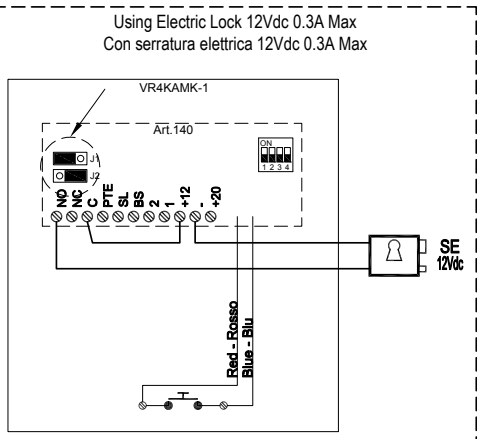 Using Electric Lock 12Vdc 0.3A Max
Con serratura elettrica 12Vdc 0.3A Max
VR4KAMK-1
Art.140
ON
1 2 3 4
J1
J2
NO NC C PTE SL BS 2 1 +12 - +20
SE
12Vdc
Red - Rosso
Blue - Blu